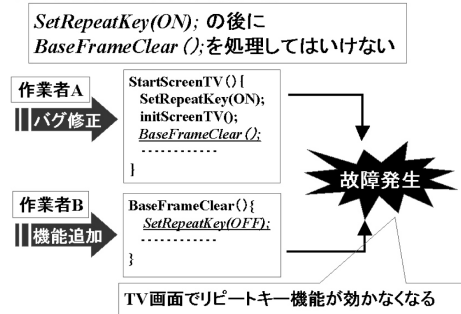 SetRepeatKey(ON); の後に
BaseFrameClear();を処理してはいけない
作業者A
バグ修正
StartScreenTV(){
SetRepeatKey(ON);
initScreenTV();
BaseFrameClear();
------------
}
故障発生
作業者B
機能追加
BaseFrameClear(){
SetRepeatKey(OFF);
------------
}
TV画面でリピートキー機能が効かなくなる